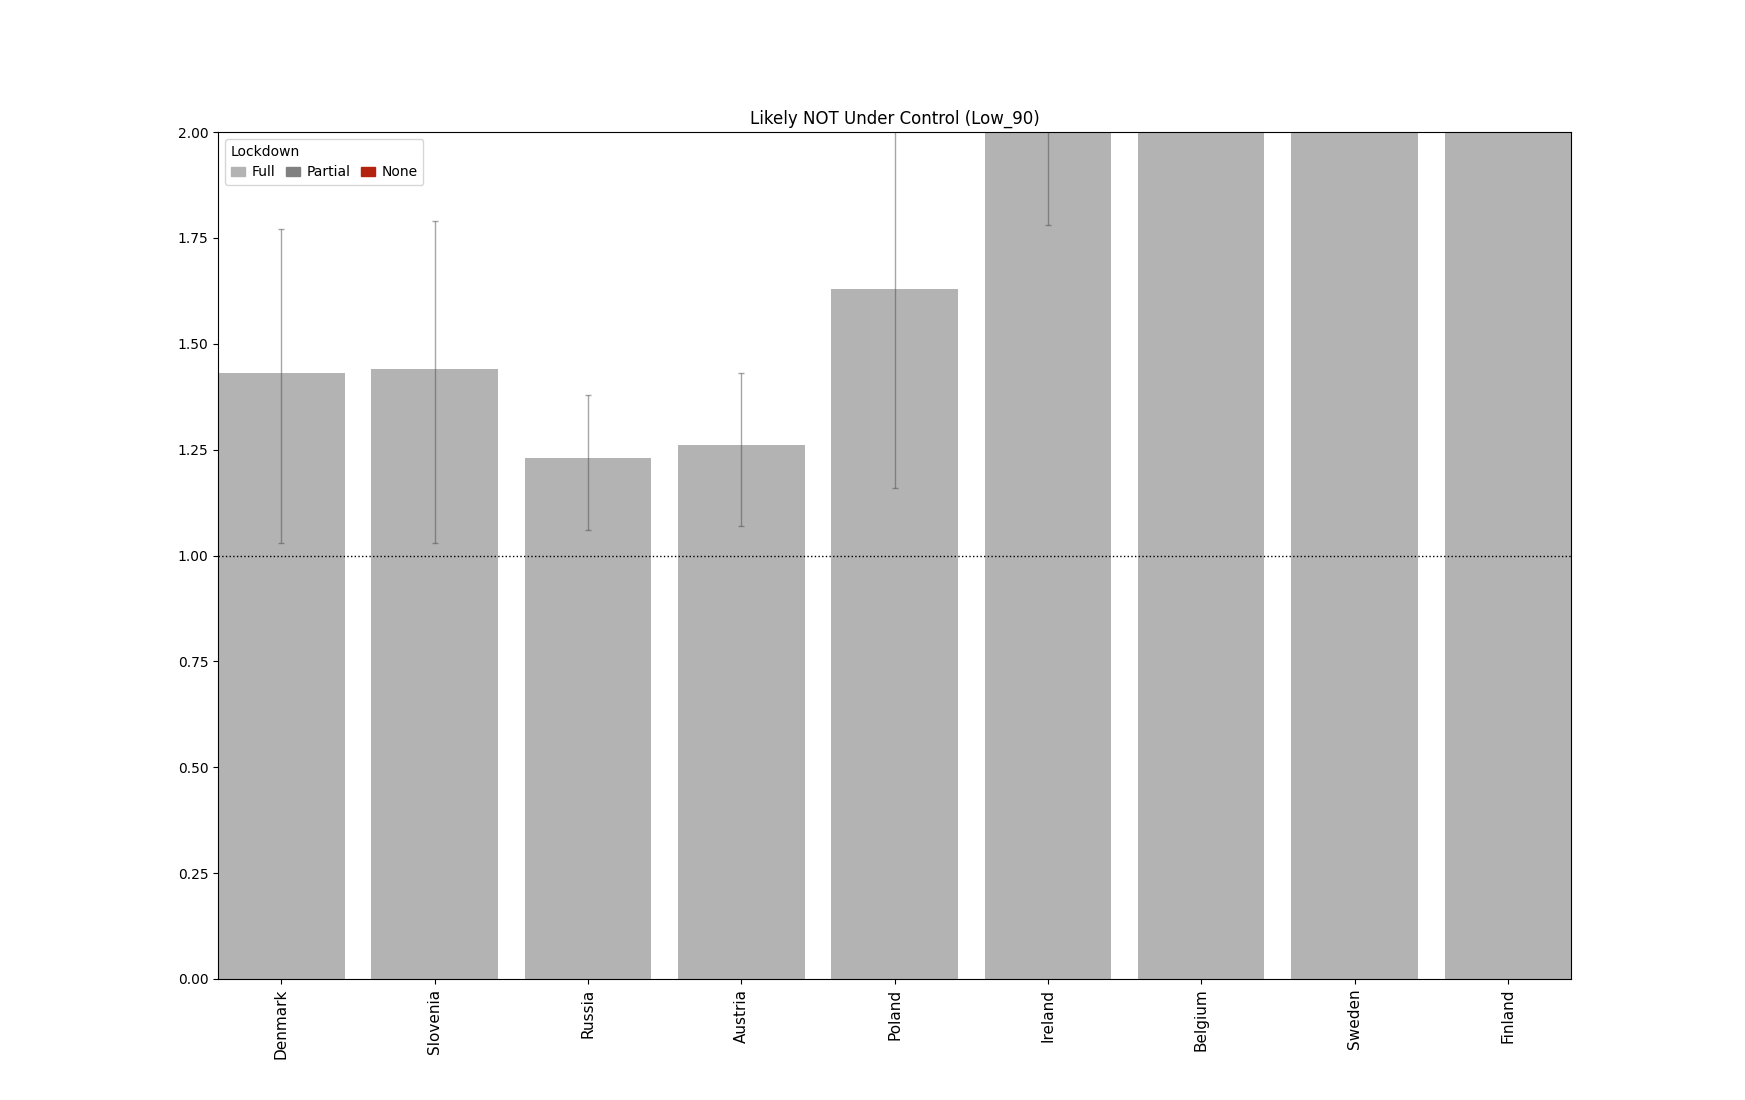 Likely NOT Under Control (Low_90)
Lockdown
Full Partial None
2.00
1.75
1.50
1.25
1.00
0.75
0.50
0.25
0.00
Denmark
Slovenia
Russia
Austria
Poland
Ireland
Belgium
Sweden
Finland